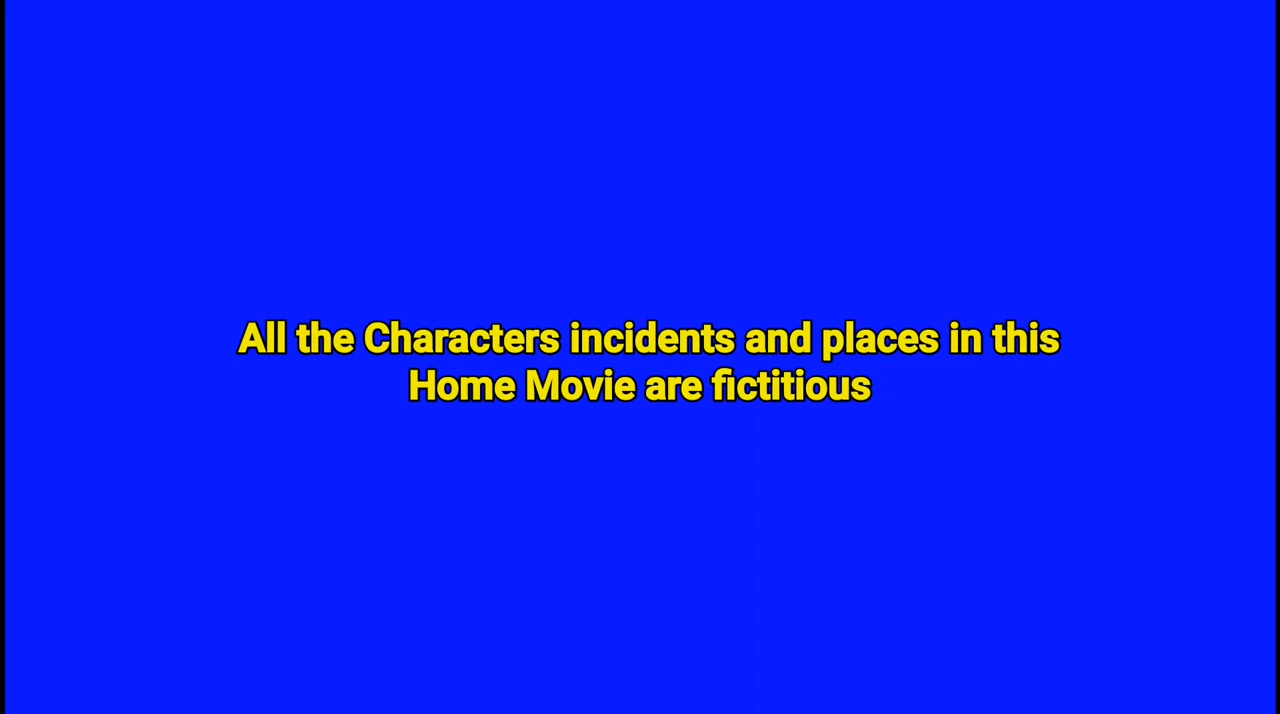 All the Characters incidents and places in this
Home Movie are fictitious